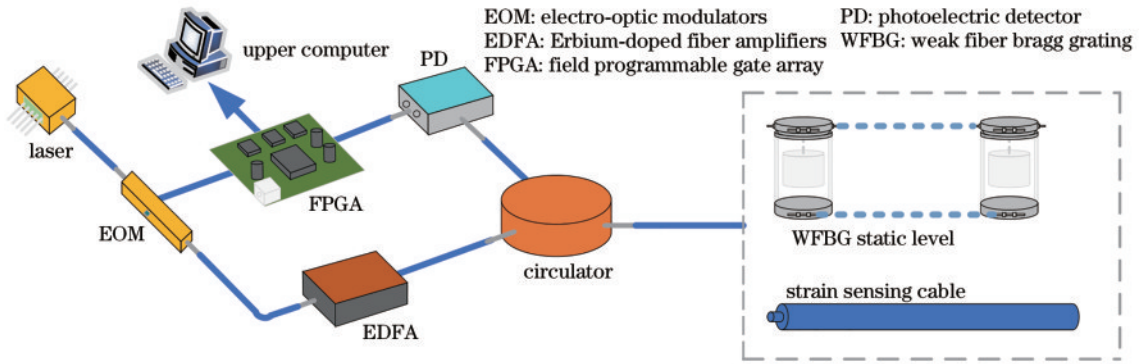 EOM: electro-optic modulators
PD: photoelectric detector
EDFA: Erbium-doped fiber amplifiers
WFBG: weak fiber bragg grating
FPGA: field programmable gate array
upper computer
PD
laser
FPGA
EOM
WFBG static level
circulator
strain sensing cable
EDFA